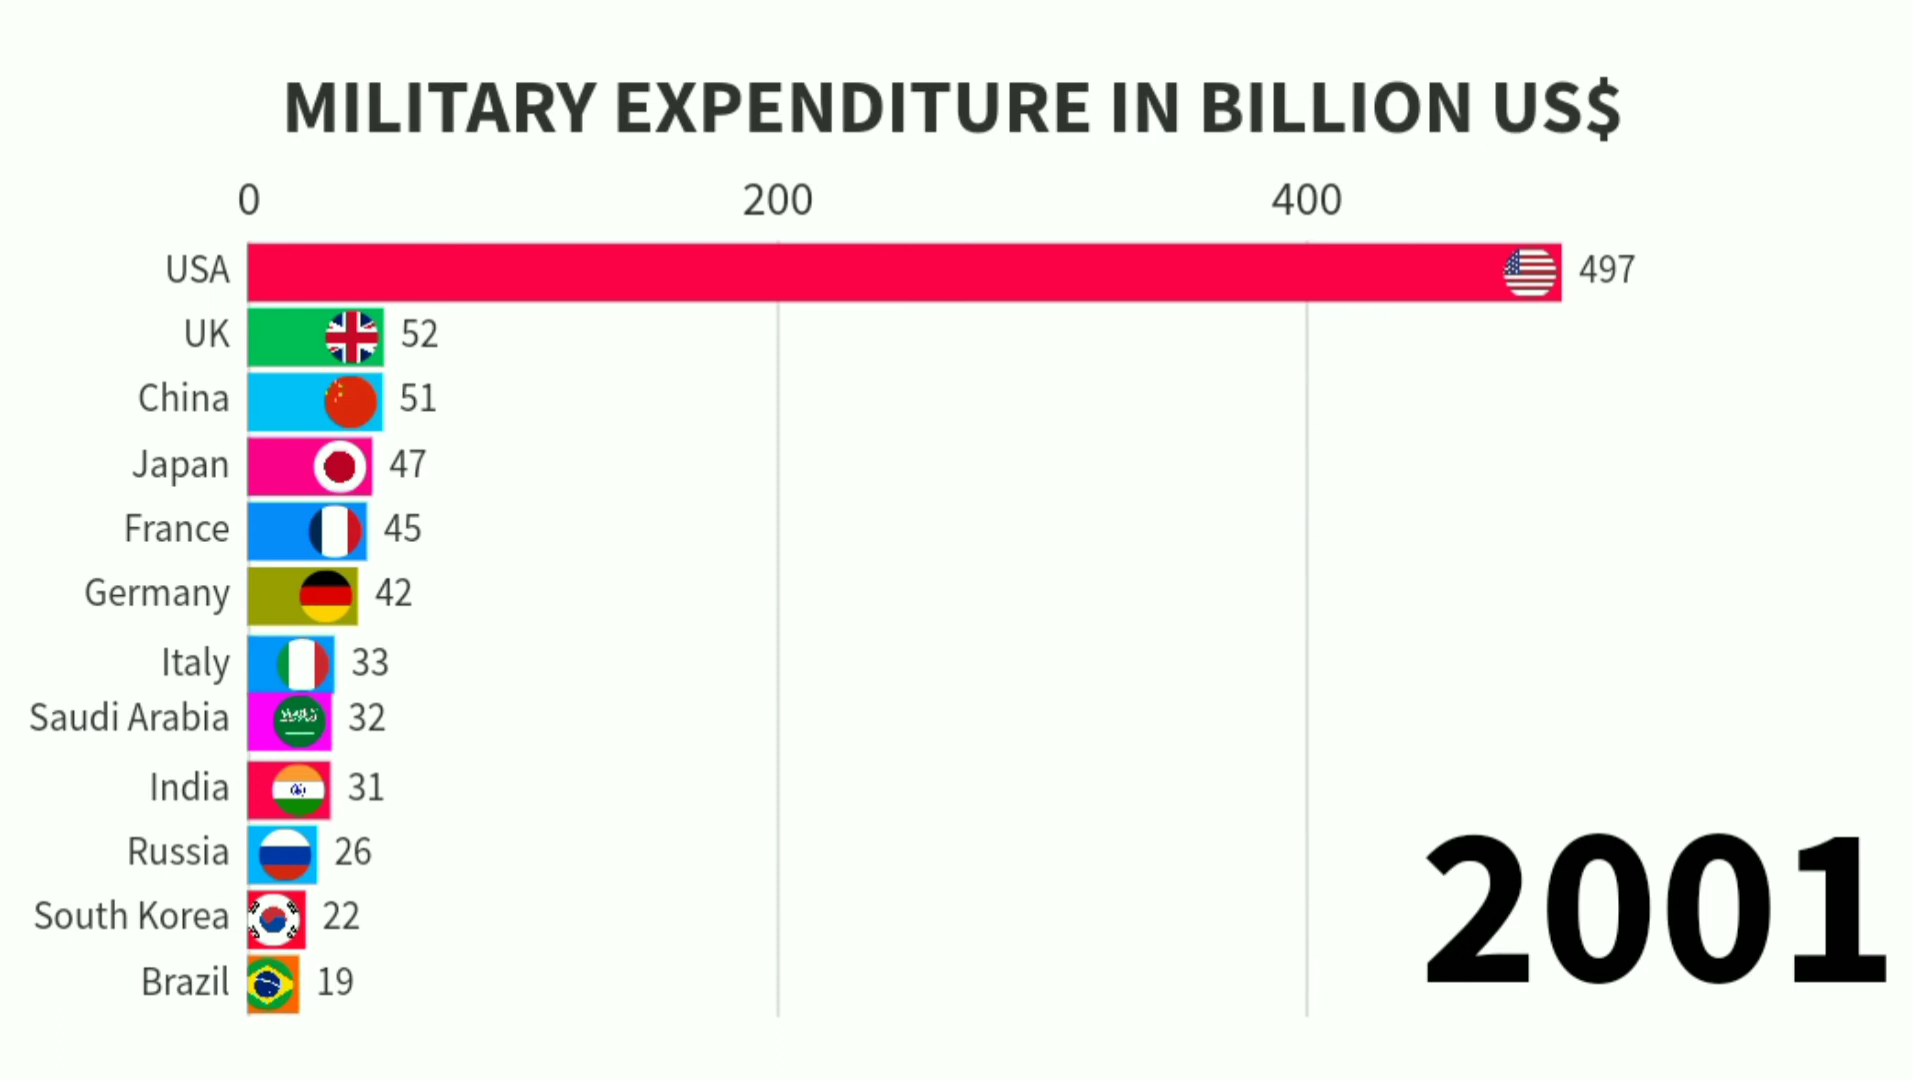 MILITARY EXPENDITURE IN BILLION US$
0 200 400
USA 497
UK 52
China 51
Japan 47
France 45
Germany 42
Italy 33
Saudi Arabia 32
India 31
Russia 26
South Korea 22
Brazil 19
2001